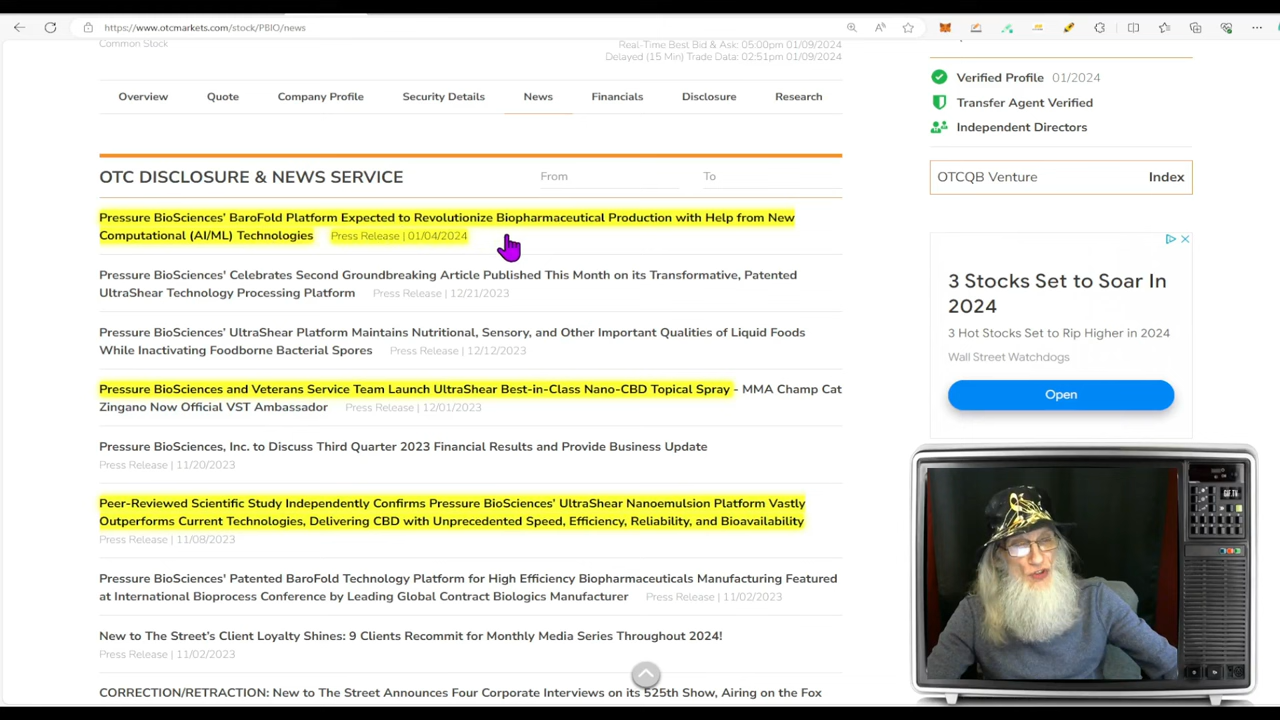 https://www.otcmarkets.com/stock/PBIO/news
Common Stock
Real-Time Best Bid & Ask: 05:00pm 01/09/2024
Delayed (15 Min) Trade Data: 02:51pm 01/09/2024
Overview Quote Company Profile Security Details News Financials Disclosure Research
OTC DISCLOSURE & NEWS SERVICE From To
Pressure BioSciences' BaroFold Platform Expected to Revolutionize Biopharmaceutical Production with Help from New
Computational (AI/ML) Technologies Press Release | 01/04/2024
Pressure BioSciences' Celebrates Second Groundbreaking Article Published This Month on its Transformative, Patented
UltraShear Technology Processing Platform Press Release | 12/21/2023
Pressure BioSciences' UltraShear Platform Maintains Nutritional, Sensory, and Other Important Qualities of Liquid Foods
While Inactivating Foodborne Bacterial Spores Press Release | 12/12/2023
Pressure BioSciences and Veterans Service Team Launch UltraShear Best-in-Class Nano-CBD Topical Spray - MMA Champ Cat
Zingano Now Official VST Ambassador Press Release | 12/01/2023
Pressure BioSciences, Inc. to Discuss Third Quarter 2023 Financial Results and Provide Business Update
Press Release | 11/20/2023
Peer-Reviewed Scientific Study Independently Confirms Pressure BioSciences' UltraShear Nanoemulsion Platform Vastly
Outperforms Current Technologies, Delivering CBD with Unprecedented Speed, Efficiency, Reliability, and Bioavailability
Press Release | 11/08/2023
Pressure BioSciences' Patented BaroFold Technology Platform for High Efficiency Biopharmaceuticals Manufacturing Featured
at International Bioprocess Conference by Leading Global Contract Biologics Manufacturer Press Release | 11/02/2023
New to The Street's Client Loyalty Shines: 9 Clients Recommit for Monthly Media Series Throughout 2024!
Press Release | 11/02/2023
CORRECTION/RETRACTION: New to The Street Announces Four Corporate Interviews on its 525th Show, Airing on the Fox
Verified Profile 01/2024
Transfer Agent Verified
Independent Directors
OTCQB Venture Index
3 Stocks Set to Soar In
2024
3 Hot Stocks Set to Rip Higher in 2024
Wall Street Watchdogs
Open